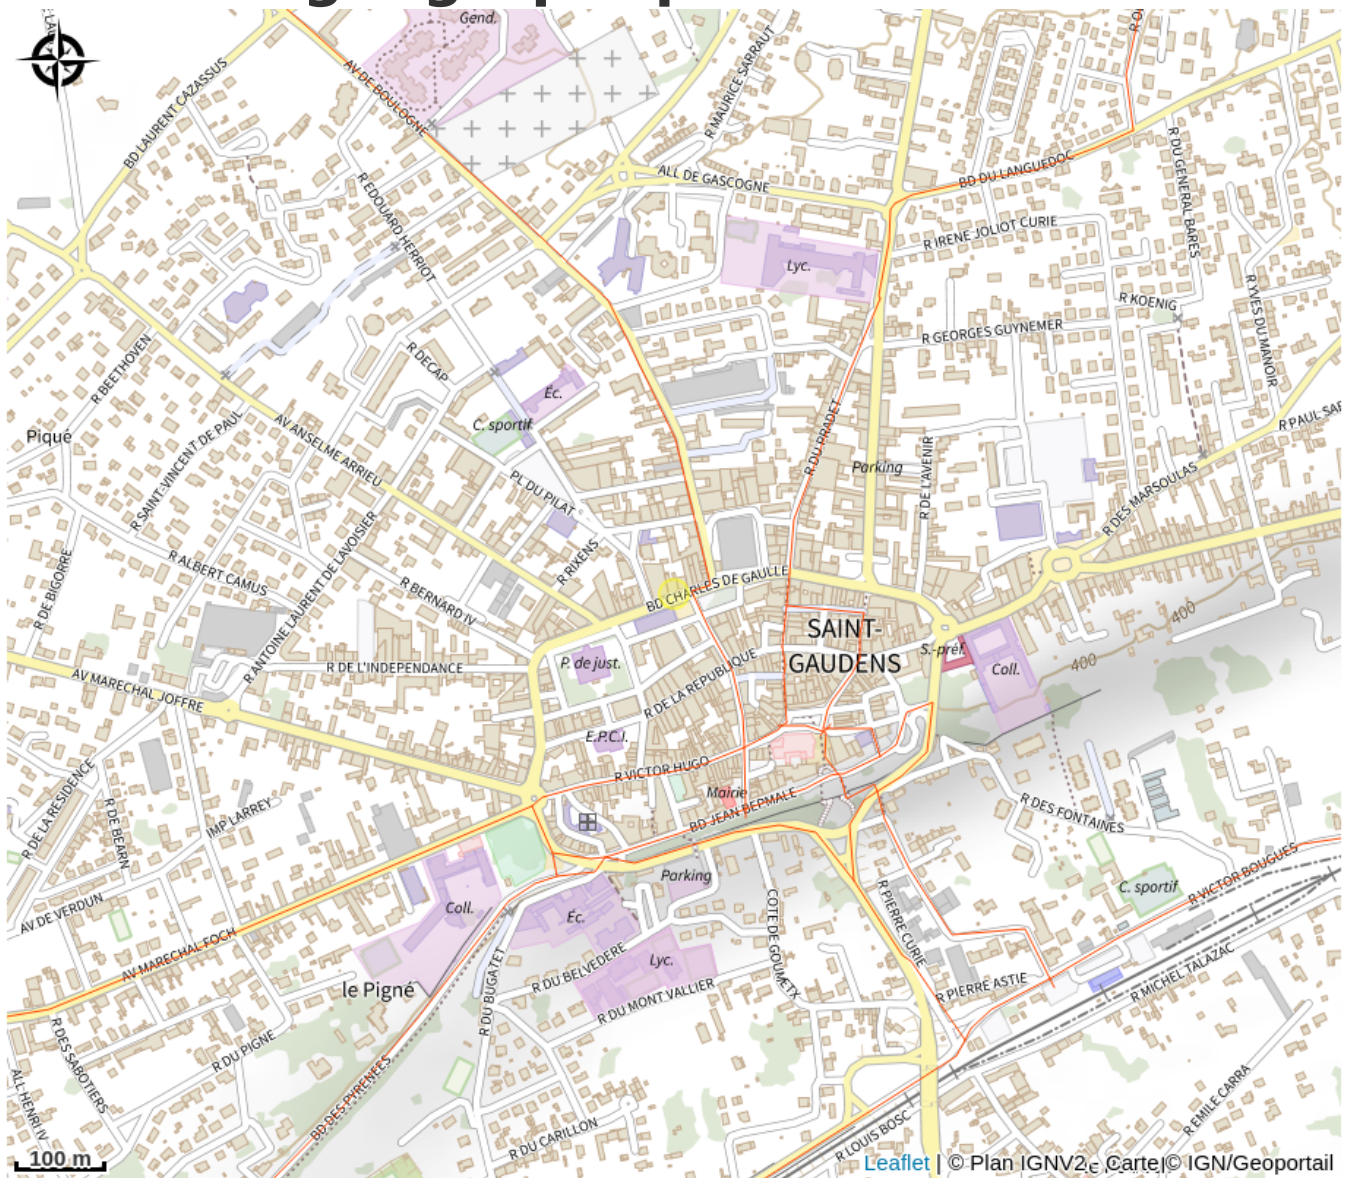 Gend.
AV DE BOULOGNE
BD LAURENT CAZASSUS
R MAURICE SARRAUT
R EDOUARD HERRIOT
ALL DE GASCOGNE
BD DU LANGUEDOC
R DU GENERAL BARES
R IRENE JOLIOT CURIE
Lyc.
R KOENIG
R YVES DU MANOIR
R GEORGES GUYNEMER
R BEETHOVEN
R DECAP
Éc.
C. sportif
AV ANSELME ARRIEU
R SAINT-VINCENT DE PAUL
Piqué
R DU PRADET
Parking
R DE L'AVENIR
R DES MARSOULAS
R PAUL SAR
PL DU PILAT
R RIXENS
R ALBERT CAMUS
R ANTOINE LAURENT DE LAVOISIER
R BERNARD IV
R DE BIGORRE
BD CHARLES DE GAULLE
400
SAINT-
GAUDENS
S.-préf.
Coll.
400
P. de just.
R DE L'INDEPENDANCE
R DE LA REPUBLIQUE
AV MARECHAL JOFFRE
E.P.C.I.
R VICTOR HUGO
Mairie
BD JEAN BEPMALE
R DE LA RESIDENCE
R DE BEARN
IMP LARREY
R DES FONTAINES
Parking
C. sportif
R VICTOR BOUGUES
AV DE VERDUN
Coll.
Éc.
COTE DE GOUMETX
R PIERRE CURIE
AV MARECHAL FOCH
R DU BELVEDERE
Lyc.
R MICHEL TALAZAC
R PIERRE ASTIE
le Pigné
R DU BUGATET
R DU MONT VALLIER
R DES SABOTIERS
R DU PIGNE
ALL HENRI IV
BD DES PYRENEES
R DU CARILLON
R LOUIS BOSC
R EMILE CARRA
100 m
Leaflet | © Plan IGNV2 Carte © IGN/Geoportail